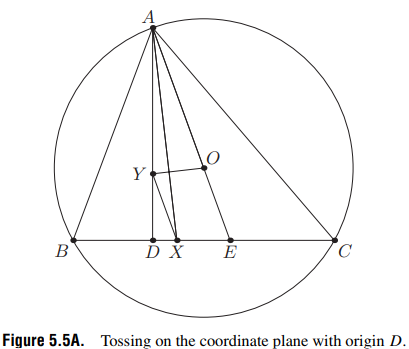 A
O
Y
B D X E C
Figure 5.5A. Tossing on the coordinate plane with origin D.